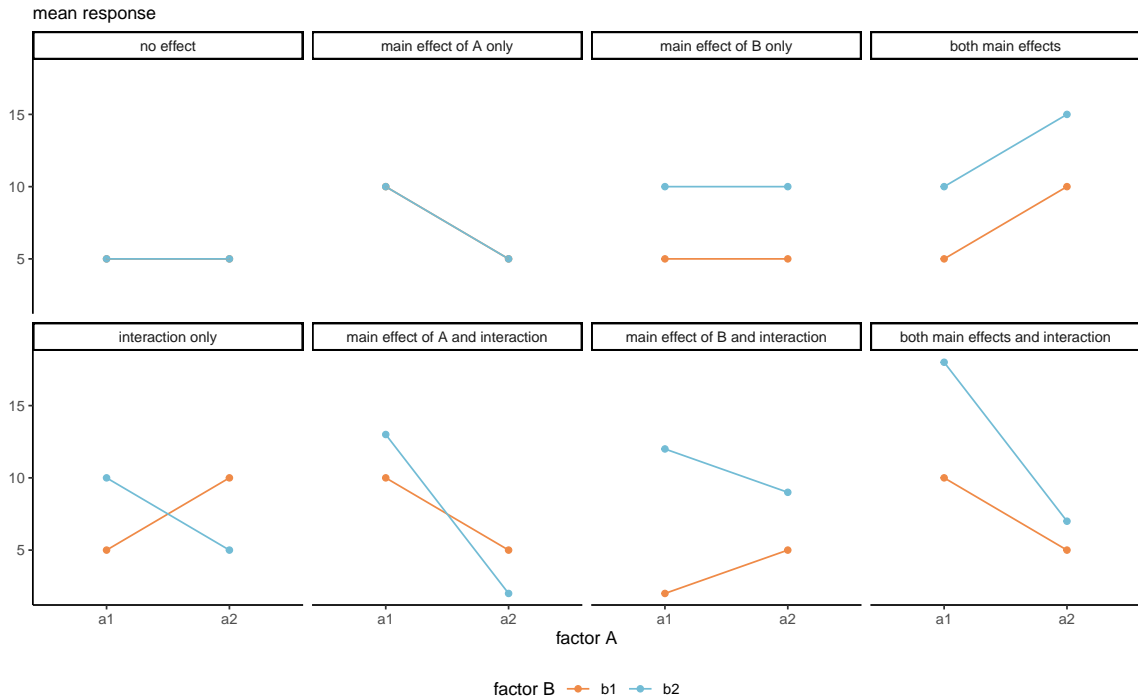 mean response
no effect
main effect of A only
main effect of B only
both main effects
15
10
5
interaction only
main effect of A and interaction
main effect of B and interaction
both main effects and interaction
15
10
5
a1 a2 a1 a2 a1 a2 a1 a2
factor A
factor B b1 b2